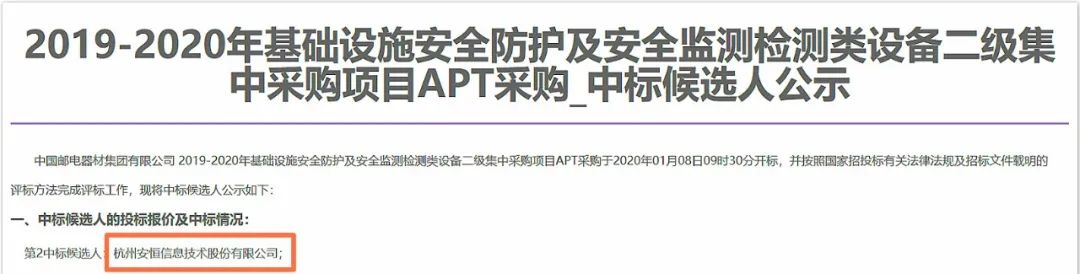 2019-2020年基础设施安全防护及安全监测检测类设备二级集
中采购项目APT采购_中标候选人公示
中国邮电器材集团有限公司 2019-2020年基础设施安全防护及安全监测检测类设备二级集中采购项目APT采购于2020年01月08日09时30分开标，并按照国家招投标有关法律法规及招标文件载明的
评标方法完成评标工作，现将中标候选人公示如下：
一、中标候选人的投标报价及中标情况：
第2中标候选人：杭州安恒信息技术股份有限公司；